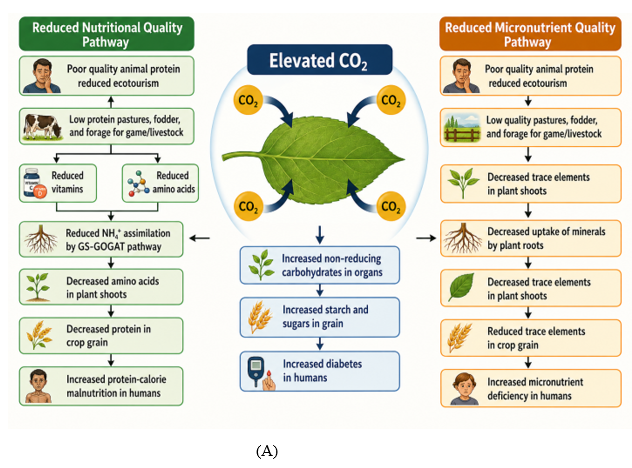 Reduced Nutritional Quality
Pathway
Poor quality animal protein
reduced ecotourism
Low protein pastures, fodder,
and forage for game/livestock
Reduced
vitamins
Reduced
amino acids
Reduced NH₄⁺ assimilation
by GS-GOGAT pathway
Decreased amino acids
in plant shoots
Decreased protein in
crop grain
Increased protein-calorie
malnutrition in humans
Elevated CO₂
CO₂
CO₂
CO₂
CO₂
Increased non-reducing
carbohydrates in organs
Increased starch and
sugars in grain
Increased diabetes
in humans
Reduced Micronutrient Quality
Pathway
Poor quality animal protein
reduced ecotourism
Low quality pastures, fodder,
and forage for game/livestock
Decreased trace elements
in plant shoots
Decreased uptake of minerals
by plant roots
Decreased trace elements
in plant shoots
Reduced trace elements
in crop grain
Increased micronutrient
deficiency in humans
(A)